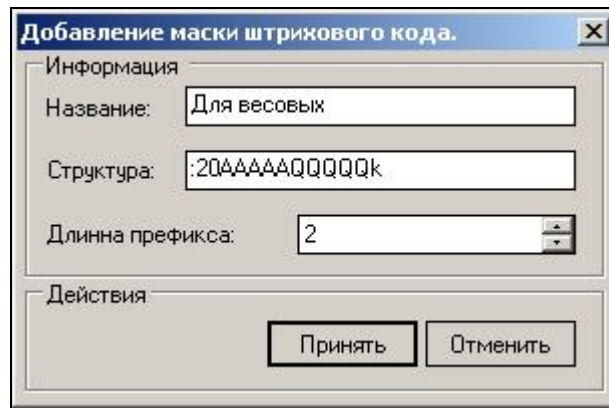 Добавление маски штрихового кода.
Информация
Название: Для весовых
Структура: :20AAAAAQQQQQk
Длинна префикса: 2
Действия
Принять Отменить